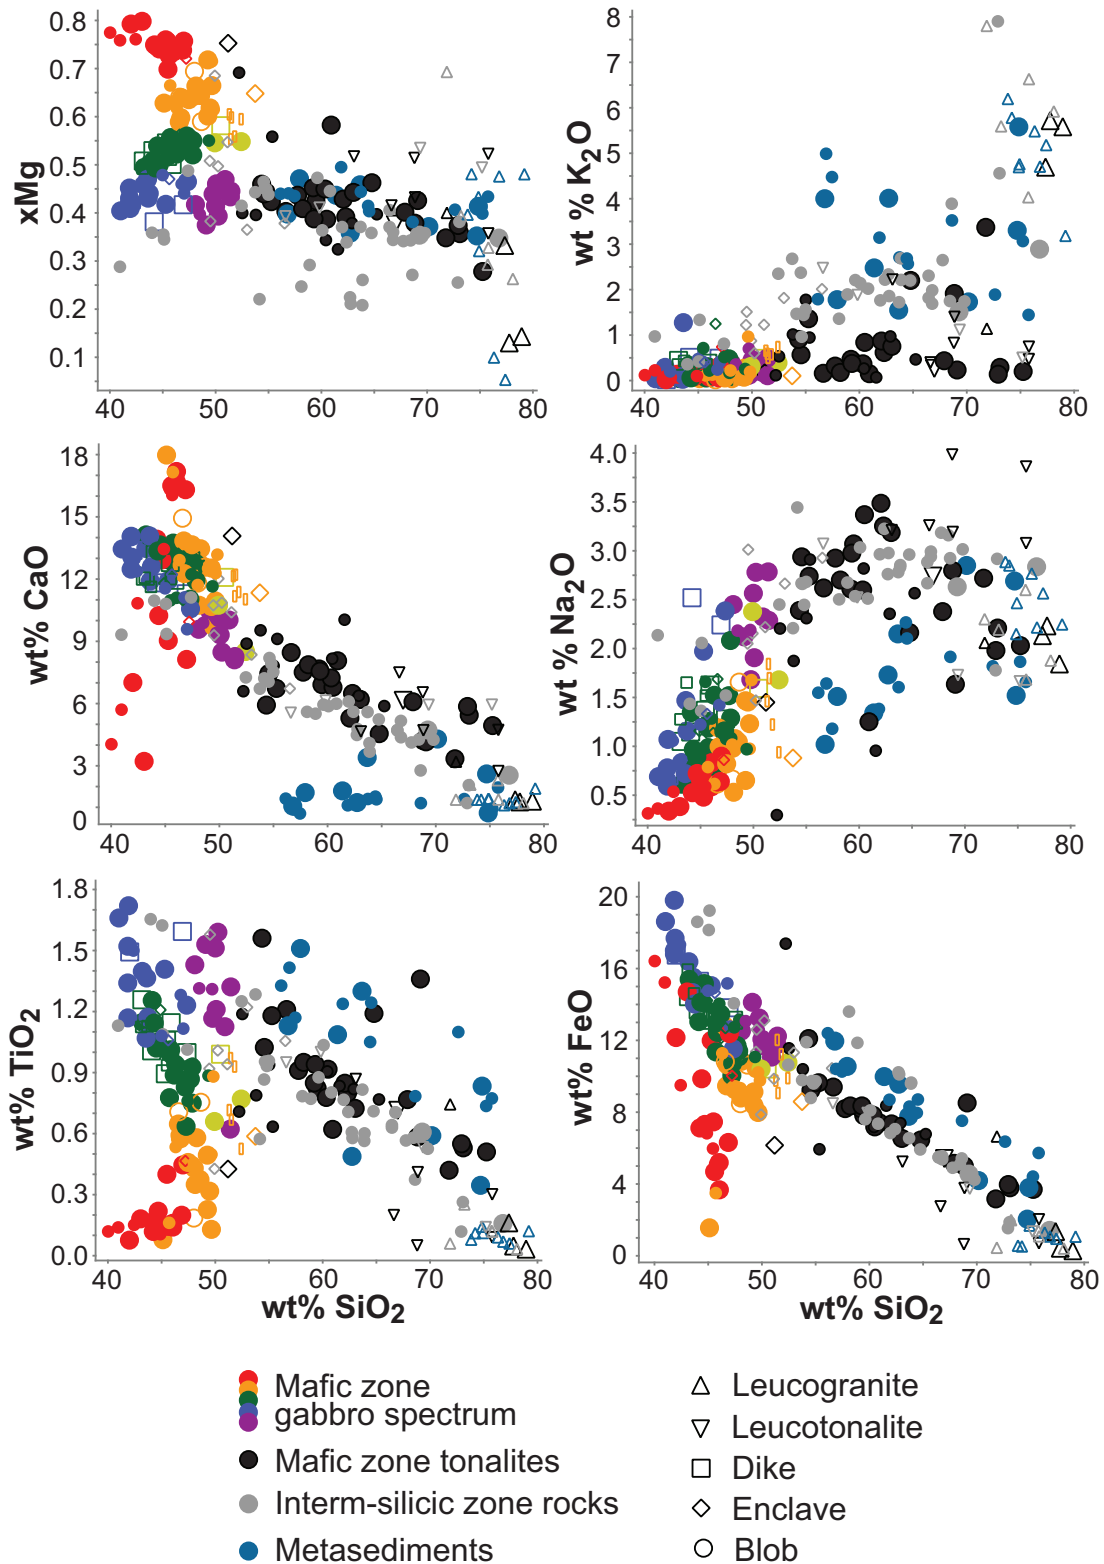 0.8
0.7
0.6
0.5
0.4
0.3
0.2
0.1
xMg
40 50 60 70 80
8
7
6
5
4
3
2
1
0
wt % K₂O
40 50 60 70 80
18
15
12
9
6
3
0
wt% CaO
40 50 60 70 80
4.0
3.5
3.0
2.5
2.0
1.5
1.0
0.5
wt % Na₂O
40 50 60 70 80
1.8
1.5
1.2
0.9
0.6
0.3
0.0
wt% TiO₂
40 50 60 70 80
wt% SiO₂
20
16
12
8
4
0
wt% FeO
40 50 60 70 80
wt% SiO₂
Mafic zone
gabbro spectrum
Mafic zone tonalites
Interm-silicic zone rocks
Metasediments
Leucogranite
Leucotonalite
Dike
Enclave
Blob